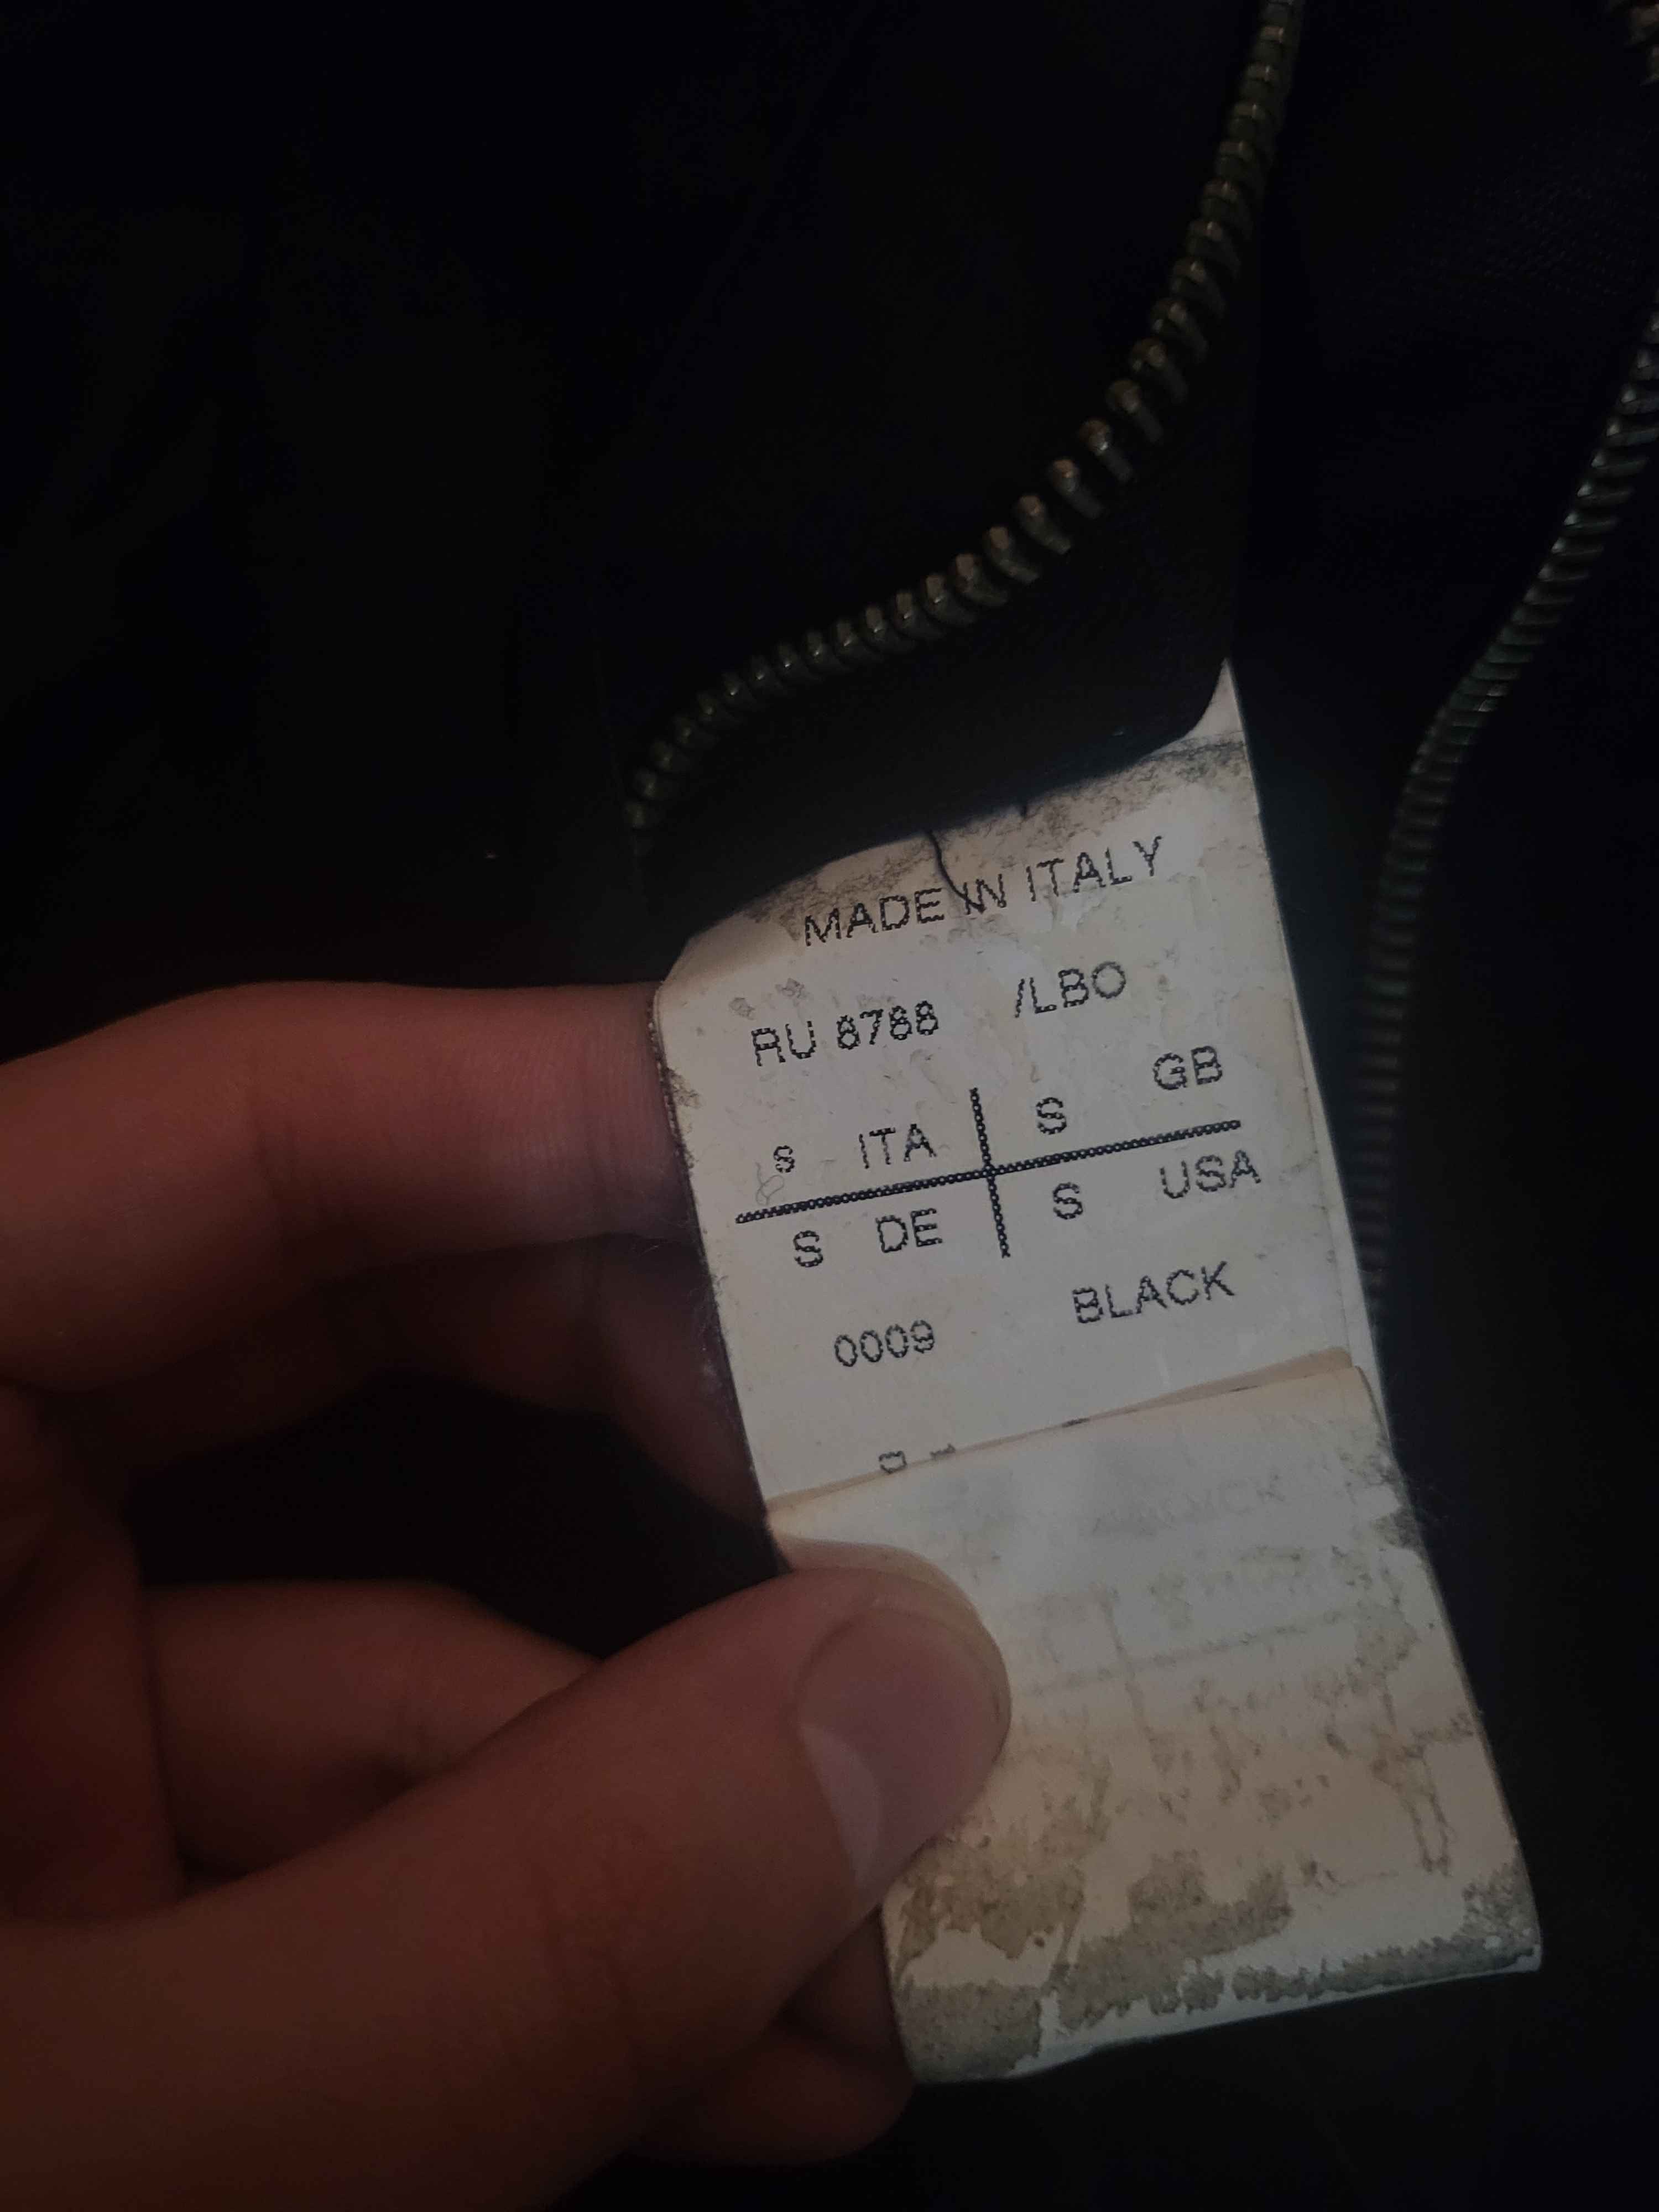 MADE IN ITALY
RU 8788 /LBO
S ITA S GB
S DE S USA
0009 BLACK